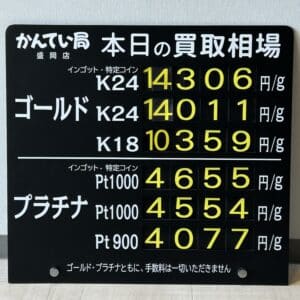 かんてい局 盛岡店 本日の買取相場
インゴット・特定コイン
K24 14306 円/g
ゴールド K24 14011 円/g
K18 10359 円/g
インゴット・特定コイン
Pt1000 4655 円/g
プラチナ Pt1000 4554 円/g
Pt900 4077 円/g
ゴールド・プラチナともに、手数料は一切いただきません